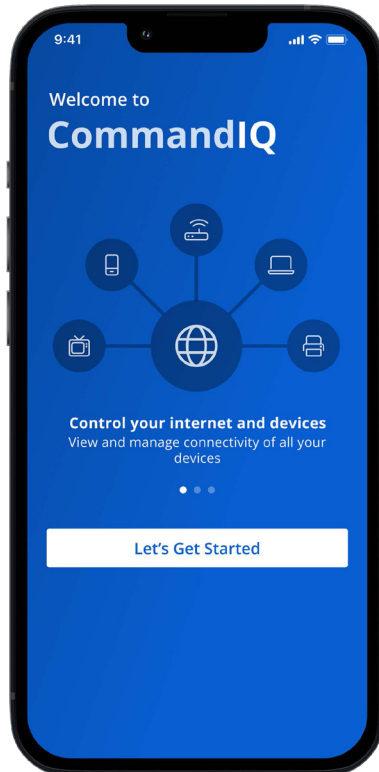 9:41
Welcome to
CommandIQ
Control your internet and devices
View and manage connectivity of all your
devices
Let's Get Started